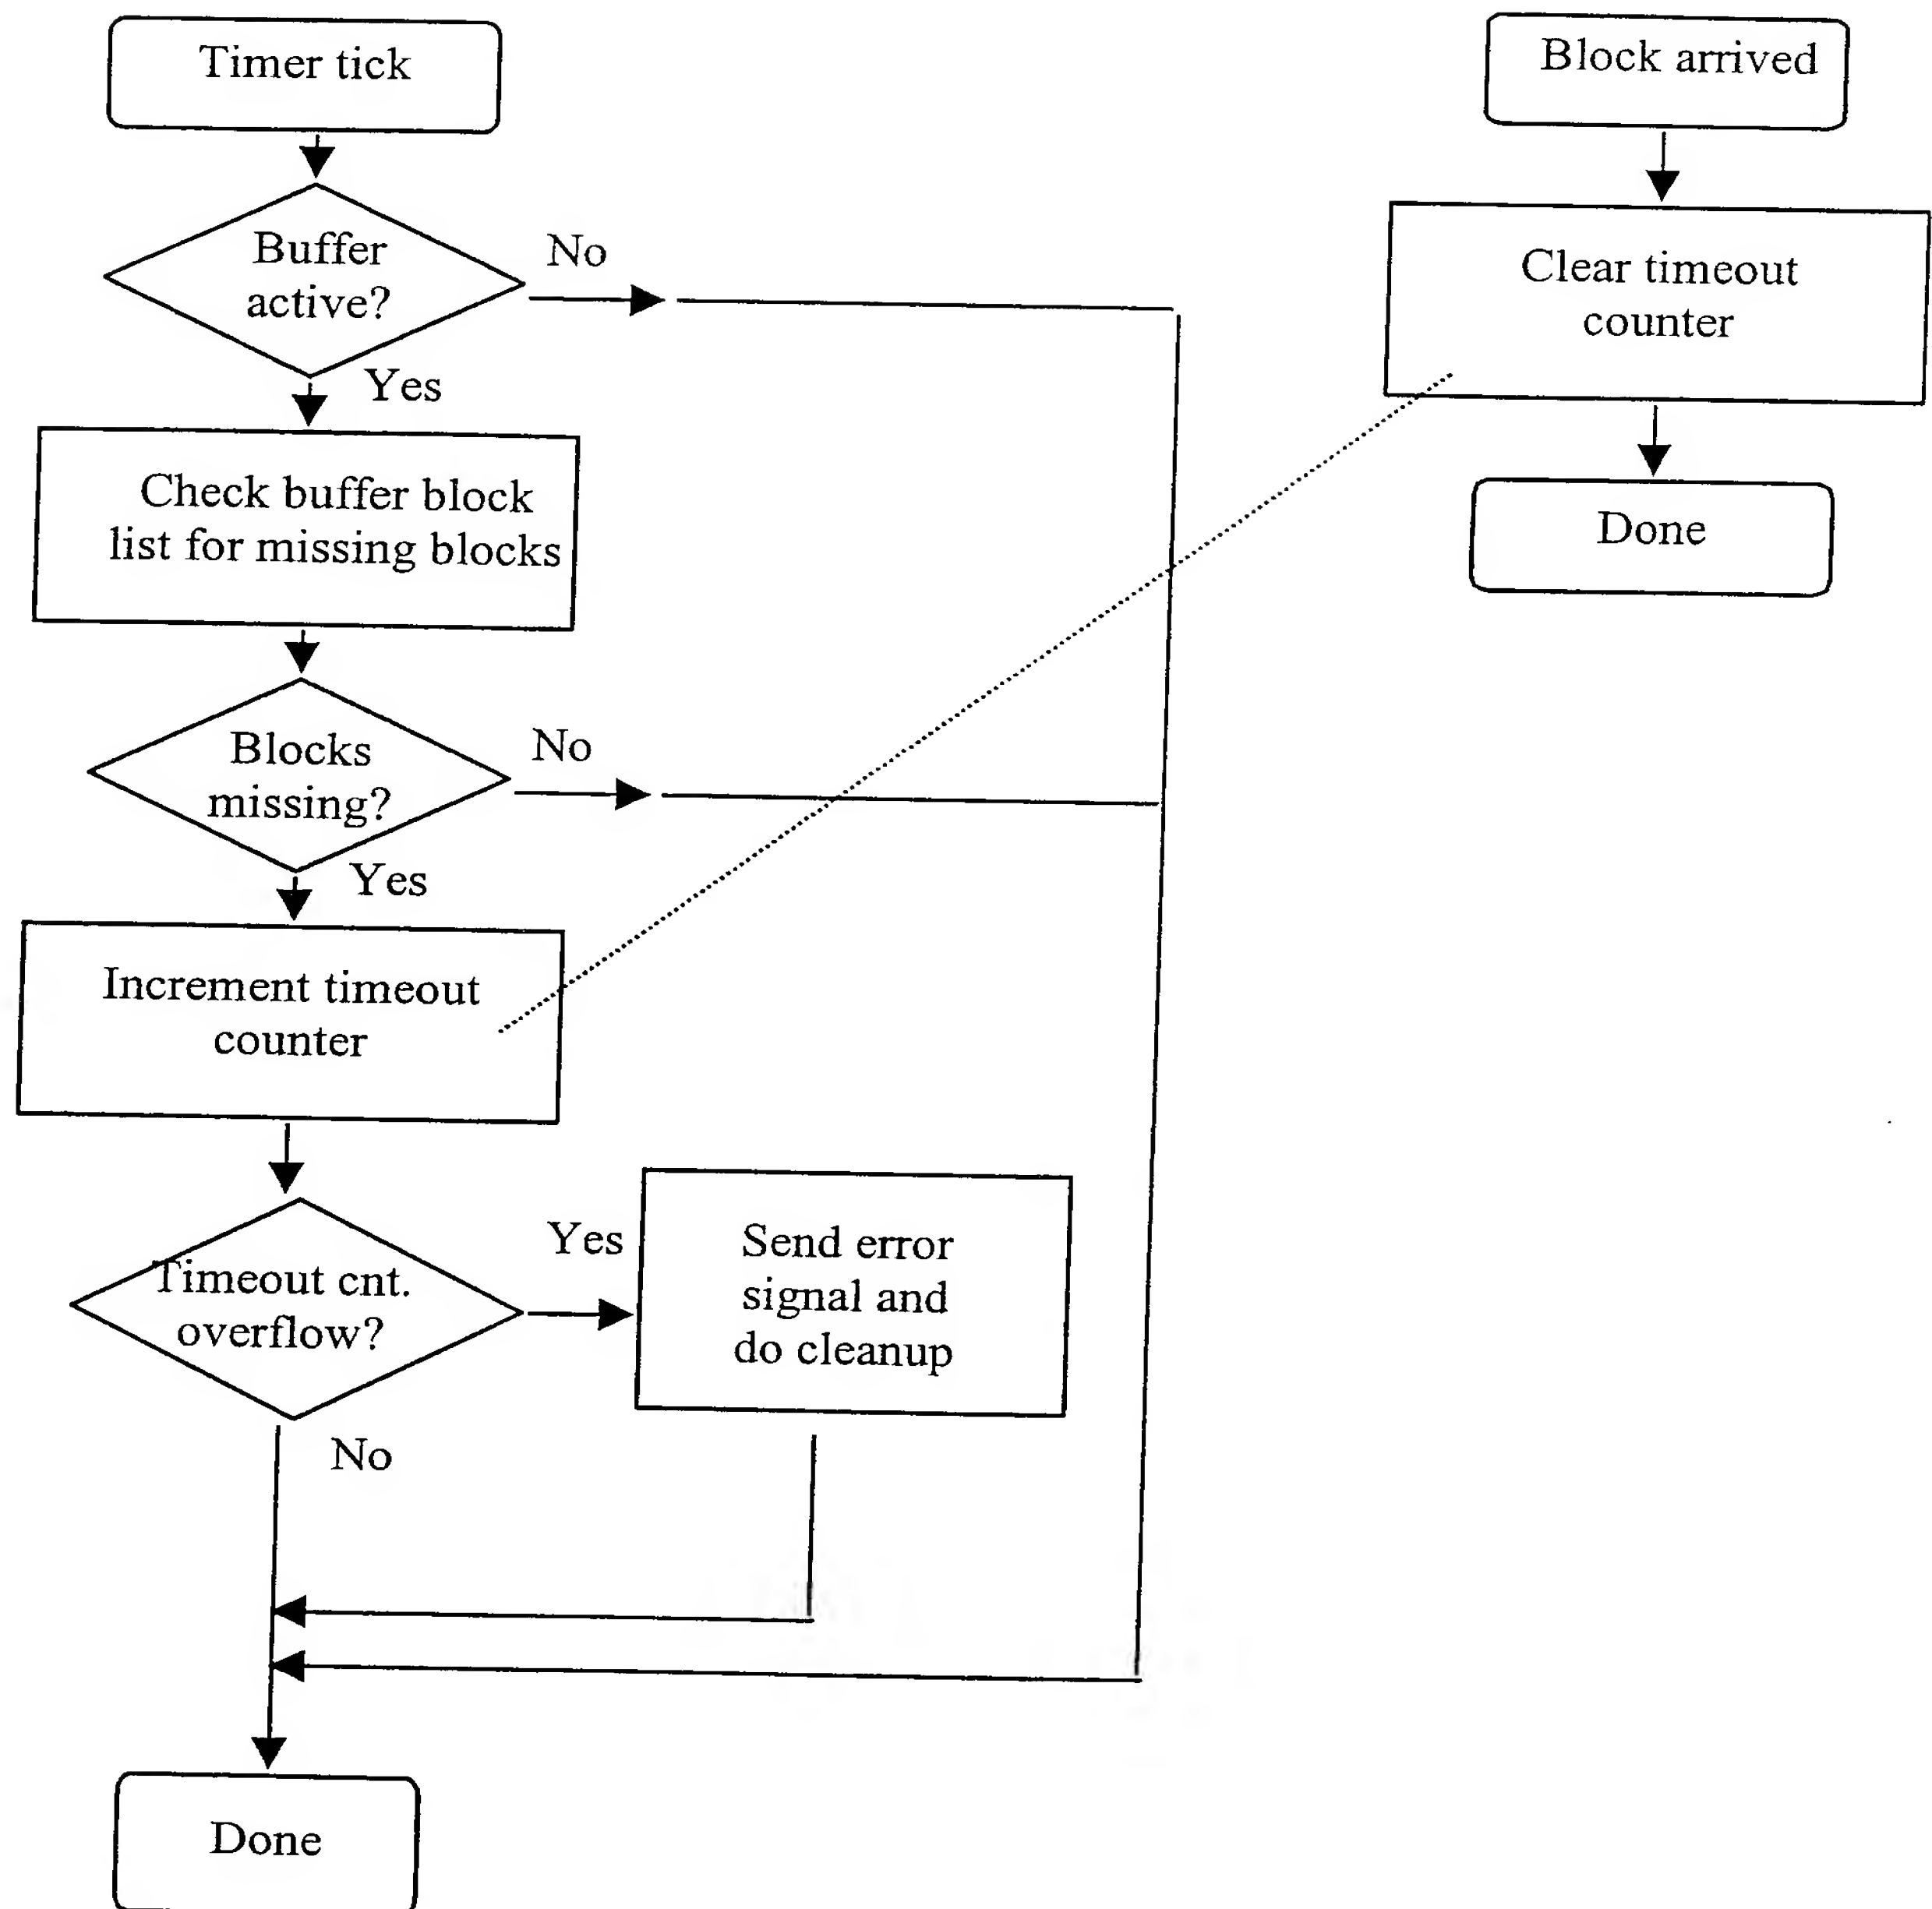 Timer tick
Buffer
active?
No
Yes
Check buffer block
list for missing blocks
Blocks
missing?
No
Yes
Increment timeout
counter
Timeout cnt.
overflow?
Yes
Send error
signal and
do cleanup
No
Done
Block arrived
Clear timeout
counter
Done